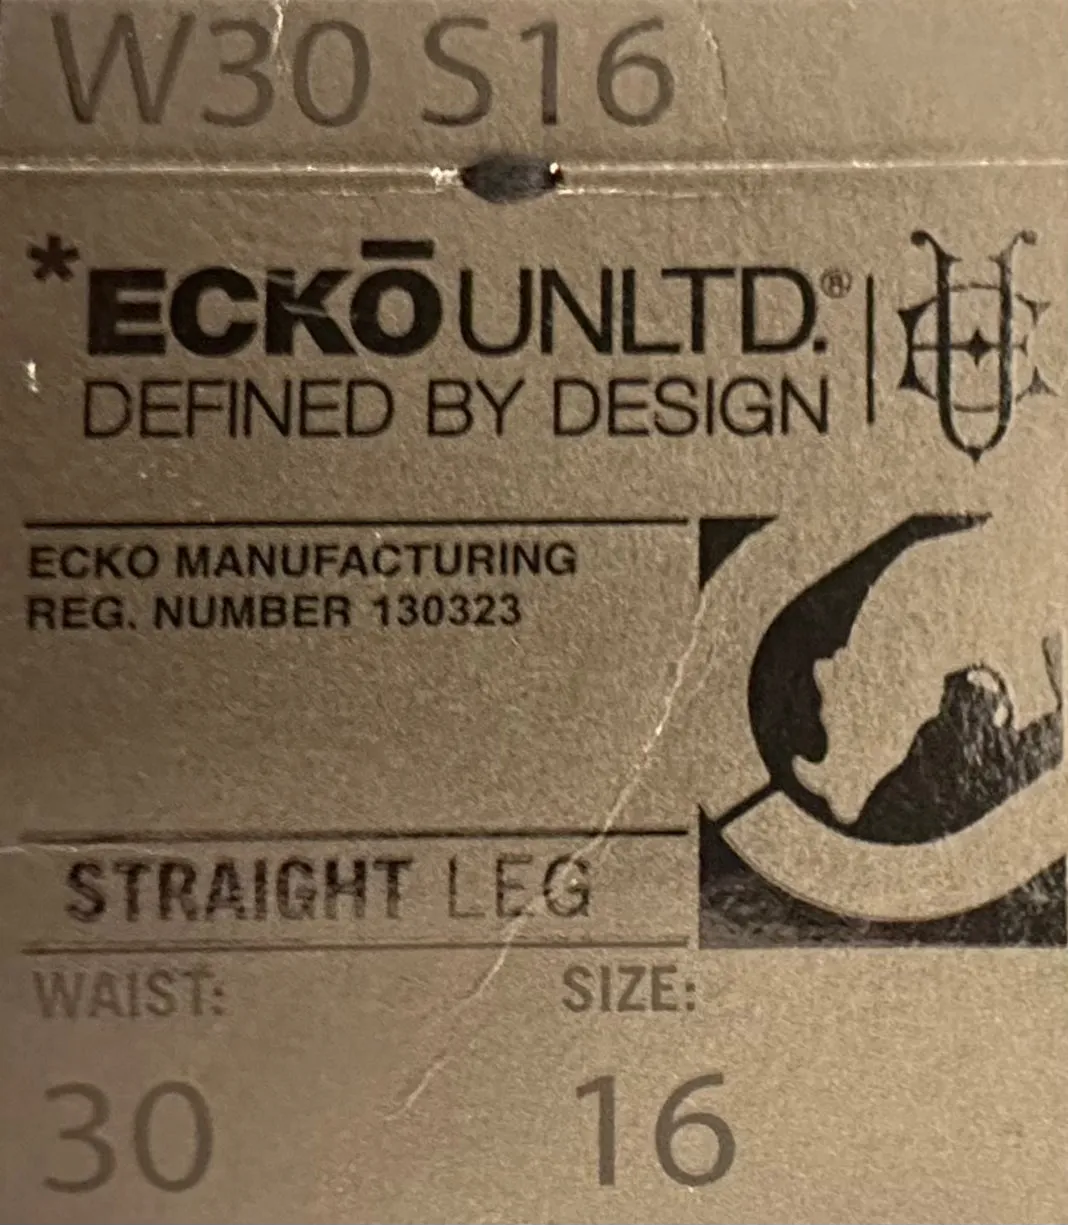 W30 S16
*ECKŌ UNLTD.®
DEFINED BY DESIGN
ECKO MANUFACTURING
REG. NUMBER 130323
STRAIGHT LEG
WAIST: SIZE:
30 16